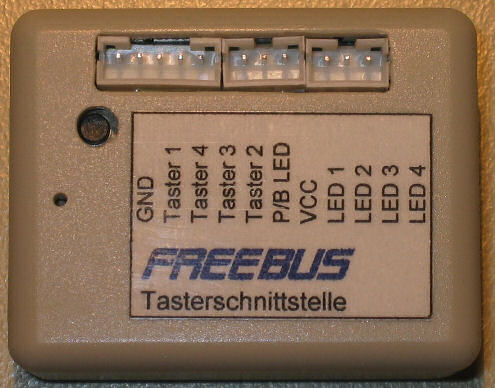 GND
Taster 1
Taster 4
Taster 3
Taster 2
P/B LED
VCC
LED 1
LED 2
LED 3
LED 4
FREEBUS
Tasterschnittstelle